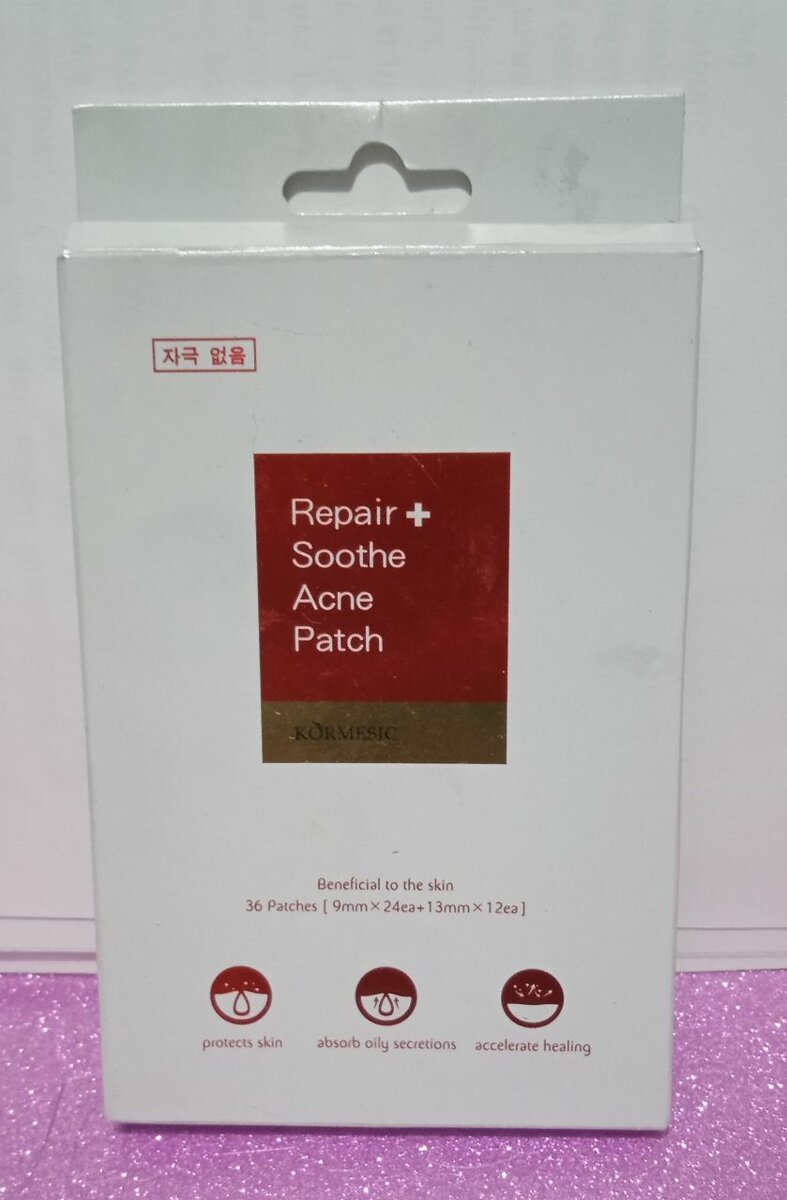 자극 없음
Repair +
Soothe
Acne
Patch
KORMESIC
Beneficial to the skin
36 Patches [ 9mm×24ea+13mm×12ea ]
protects skin
absorb oily secretions
accelerate healing